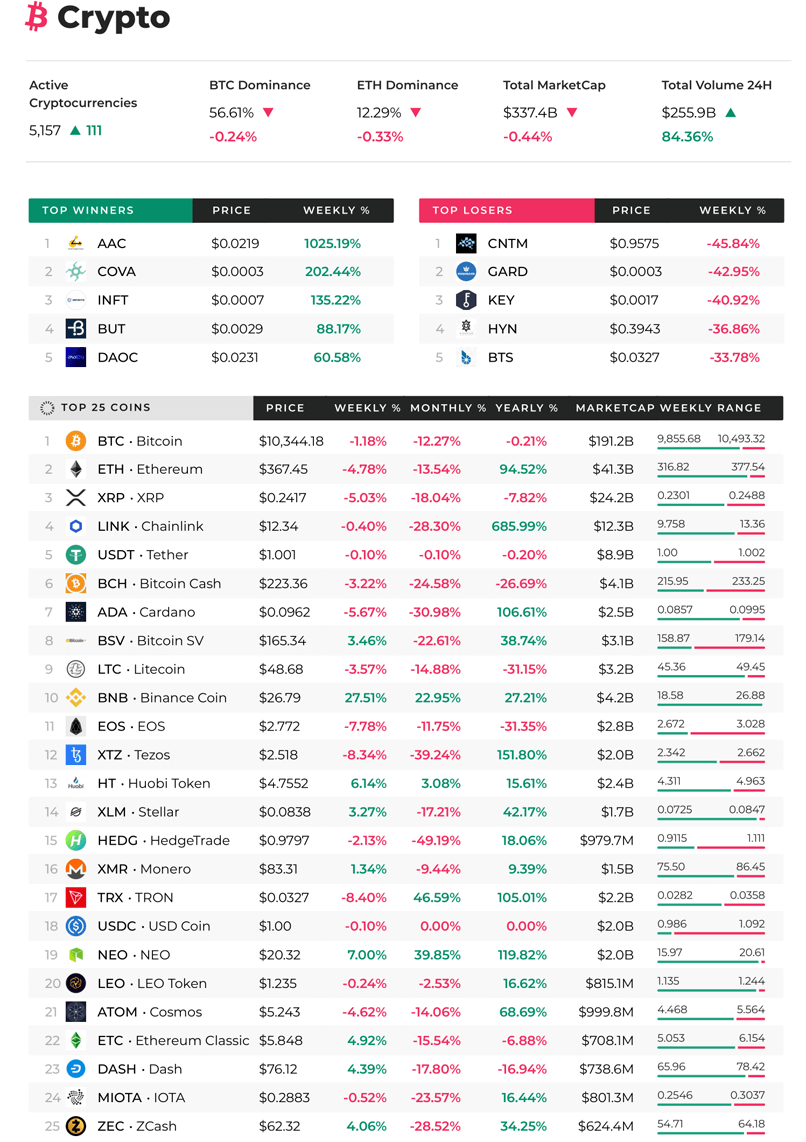 Crypto
Active Cryptocurrencies
5,157 ▲ 111
BTC Dominance
56.61% ▼
-0.24%
ETH Dominance
12.29% ▼
-0.33%
Total MarketCap
$337.4B ▼
-0.44%
Total Volume 24H
$255.9B ▲
84.36%
TOP WINNERS PRICE WEEKLY %
1 AAC $0.0219 1025.19%
2 COVA $0.0003 202.44%
3 INFT $0.0007 135.22%
4 BUT $0.0029 88.17%
5 DAOC $0.0231 60.58%
TOP LOSERS PRICE WEEKLY %
1 CNTM $0.9575 -45.84%
2 GARD $0.0003 -42.95%
3 KEY $0.0017 -40.92%
4 HYN $0.3943 -36.86%
5 BTS $0.0327 -33.78%
TOP 25 COINS PRICE WEEKLY % MONTHLY % YEARLY % MARKETCAP WEEKLY RANGE
1 BTC · Bitcoin $10,344.18 -1.18% -12.27% -0.21% $191.2B 9,855.68 10,493.32
2 ETH · Ethereum $367.45 -4.78% -13.54% 94.52% $41.3B 316.82 377.54
3 XRP · XRP $0.2417 -5.03% -18.04% -7.82% $24.2B 0.2301 0.2488
4 LINK · Chainlink $12.34 -0.40% -28.30% 685.99% $12.3B 9.758 13.36
5 USDT · Tether $1.001 -0.10% -0.10% -0.20% $8.9B 1.00 1.002
6 BCH · Bitcoin Cash $223.36 -3.22% -24.58% -26.69% $4.1B 215.95 233.25
7 ADA · Cardano $0.0962 -5.67% -30.98% 106.61% $2.5B 0.0857 0.0995
8 BSV · Bitcoin SV $165.34 3.46% -22.61% 38.74% $3.1B 158.87 179.14
9 LTC · Litecoin $48.68 -3.57% -14.88% -31.15% $3.2B 45.36 49.45
10 BNB · Binance Coin $26.79 27.51% 22.95% 27.21% $4.2B 18.58 26.88
11 EOS · EOS $2.772 -7.78% -11.75% -31.35% $2.8B 2.672 3.028
12 XTZ · Tezos $2.518 -8.34% -39.24% 151.80% $2.0B 2.342 2.662
13 Huobi HT · Huobi Token $4.7552 6.14% 3.08% 15.61% $2.4B 4.311 4.963
14 XLM · Stellar $0.0838 3.27% -17.21% 42.17% $1.7B 0.0725 0.0847
15 HEDG · HedgeTrade $0.9797 -2.13% -49.19% 18.06% $979.7M 0.9115 1.111
16 XMR · Monero $83.31 1.34% -9.44% 9.39% $1.5B 75.50 86.45
17 TRX · TRON $0.0327 -8.40% 46.59% 105.01% $2.2B 0.0282 0.0358
18 USDC · USD Coin $1.00 -0.10% 0.00% 0.00% $2.0B 0.986 1.092
19 NEO · NEO $20.32 7.00% 39.85% 119.82% $2.0B 15.97 20.61
20 LEO · LEO Token $1.235 -0.24% -2.53% 16.62% $815.1M 1.135 1.244
21 ATOM · Cosmos $5.243 -4.62% -14.06% 68.69% $999.8M 4.468 5.564
22 ETC · Ethereum Classic $5.848 4.92% -15.54% -6.88% $708.1M 5.053 6.154
23 DASH · Dash $76.12 4.39% -17.80% -16.94% $738.6M 65.96 78.42
24 MIOTA · IOTA $0.2883 -0.52% -23.57% 16.44% $801.3M 0.2546 0.3037
25 ZEC · ZCash $62.32 4.06% -28.52% 34.25% $624.4M 54.71 64.18